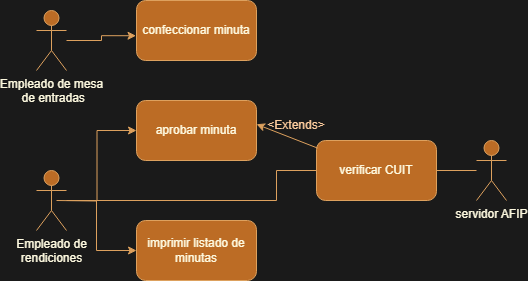 confeccionar minuta
Empleado de mesa
de entradas
aprobar minuta
<Extends>
verificar CUIT
servidor AFIP
Empleado de
rendiciones
imprimir listado de
minutas